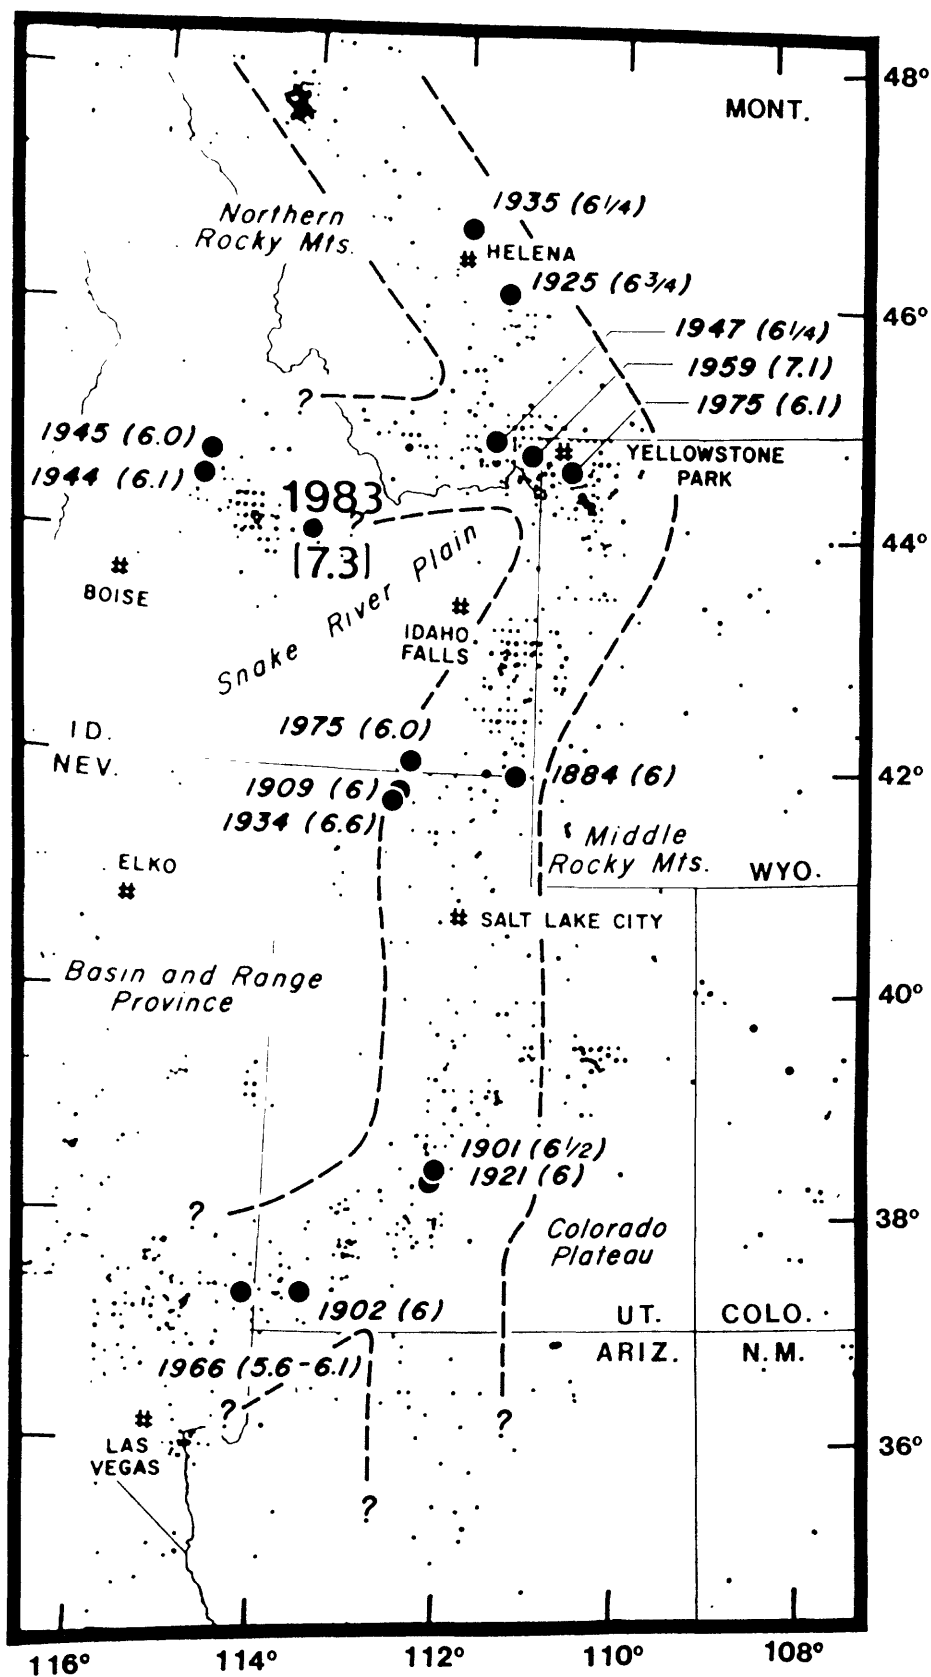 48°
MONT.
1935 (6 1/4)
Northern
Rocky Mts.
# HELENA
1925 (6 3/4)
1947 (6 1/4)
46°
1959 (7.1)
1975 (6.1)
?
1945 (6.0)
#
YELLOWSTONE
PARK
1944 (6.1)
1983
?
(7.3)
44°
#
BOISE
Snake River Plain
#
IDAHO
FALLS
I D.
NEV.
1975 (6.0)
1884 (6)
42°
1909 (6)
1934 (6.6)
Middle
Rocky Mts.
WYO.
ELKO
#
# SALT LAKE CITY
Basin and Range
Province
40°
1901 (6 1/2)
1921 (6)
?
38°
Colorado
Plateau
1902 (6)
UT.
COLO.
ARIZ.
N.M.
1966 (5.6-6.1)
?
?
#
LAS
VEGAS
36°
?
116°
114°
112°
110°
108°